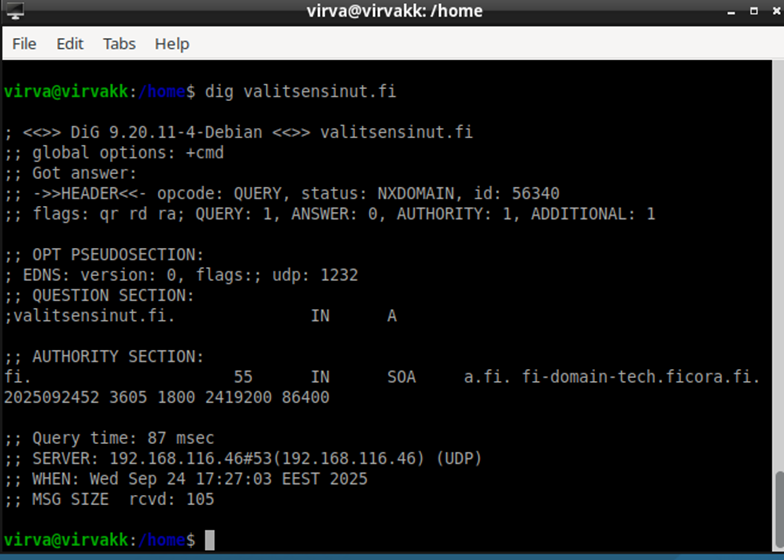 virva@virvakk: /home
File Edit Tabs Help
virva@virvakk:/home$ dig valitsensinut.fi
; <<>> DiG 9.20.11-4-Debian <<>> valitsensinut.fi
;; global options: +cmd
;; Got answer:
;; ->>HEADER<<- opcode: QUERY, status: NXDOMAIN, id: 56340
;; flags: qr rd ra; QUERY: 1, ANSWER: 0, AUTHORITY: 1, ADDITIONAL: 1
;; OPT PSEUDOSECTION:
; EDNS: version: 0, flags:; udp: 1232
;; QUESTION SECTION:
;valitsensinut.fi. IN A
;; AUTHORITY SECTION:
fi. 55 IN SOA a.fi. fi-domain-tech.ficora.fi.
2025092452 3605 1800 2419200 86400
;; Query time: 87 msec
;; SERVER: 192.168.116.46#53(192.168.116.46) (UDP)
;; WHEN: Wed Sep 24 17:27:03 EEST 2025
;; MSG SIZE rcvd: 105
virva@virvakk:/home$